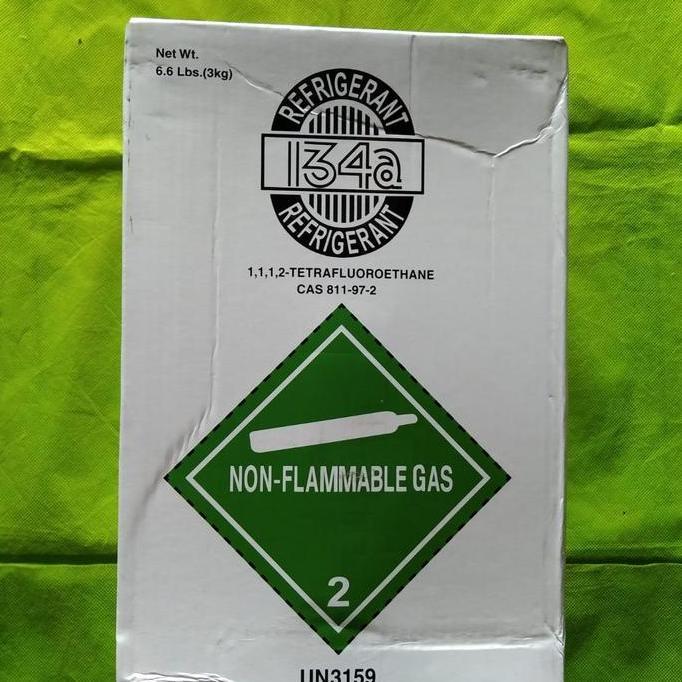 Net Wt.
6.6 Lbs.(3kg)
REFRIGERANT
134a
REFRIGERANT
1,1,1,2-TETRAFLUOROETHANE
CAS 811-97-2
NON-FLAMMABLE GAS
2
UN3159